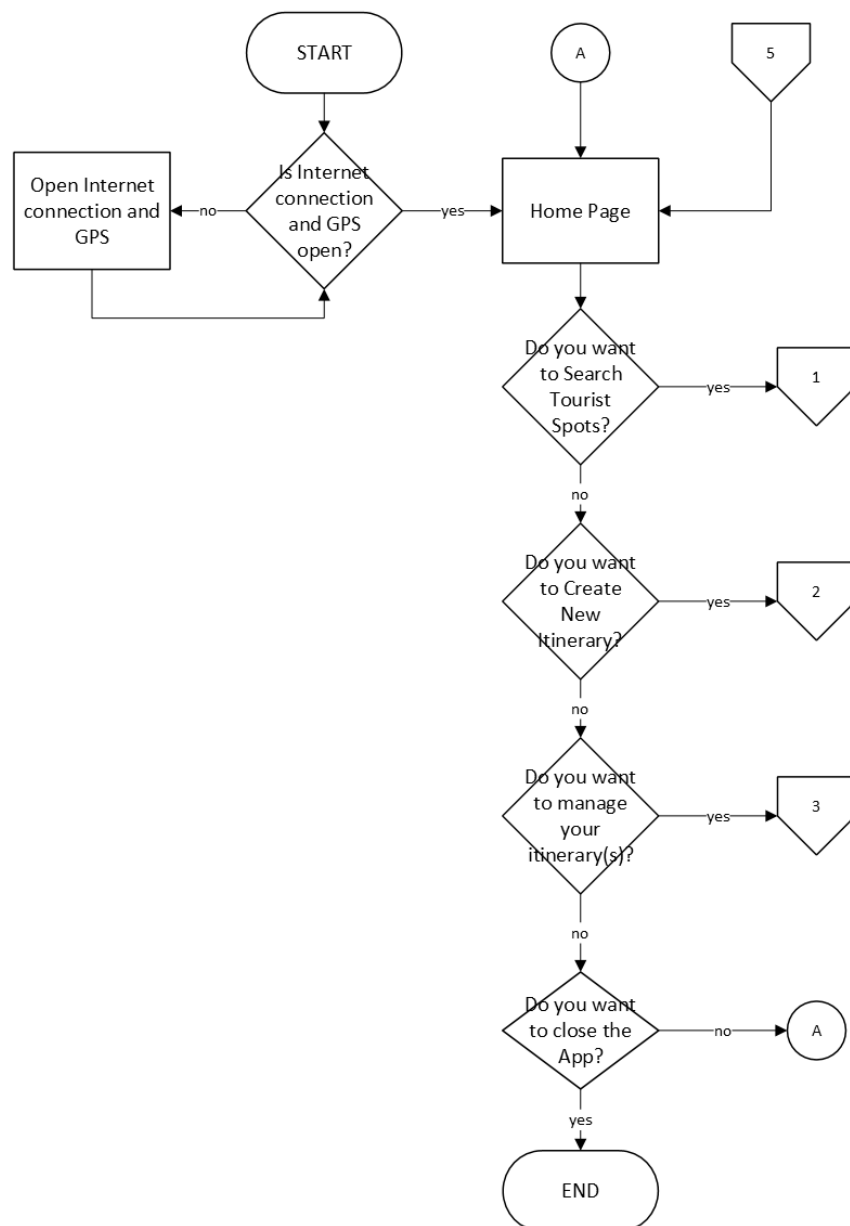 START
A
5
Is Internet
connection
and GPS
open?
Open Internet
connection and
GPS
no
yes
Home Page
Do you want
to Search
Tourist
Spots?
yes
1
no
Do you want
to Create
New
Itinerary?
yes
2
no
Do you want
to manage
your
itinerary(s)?
yes
3
no
Do you want
to close the
App?
no
A
yes
END